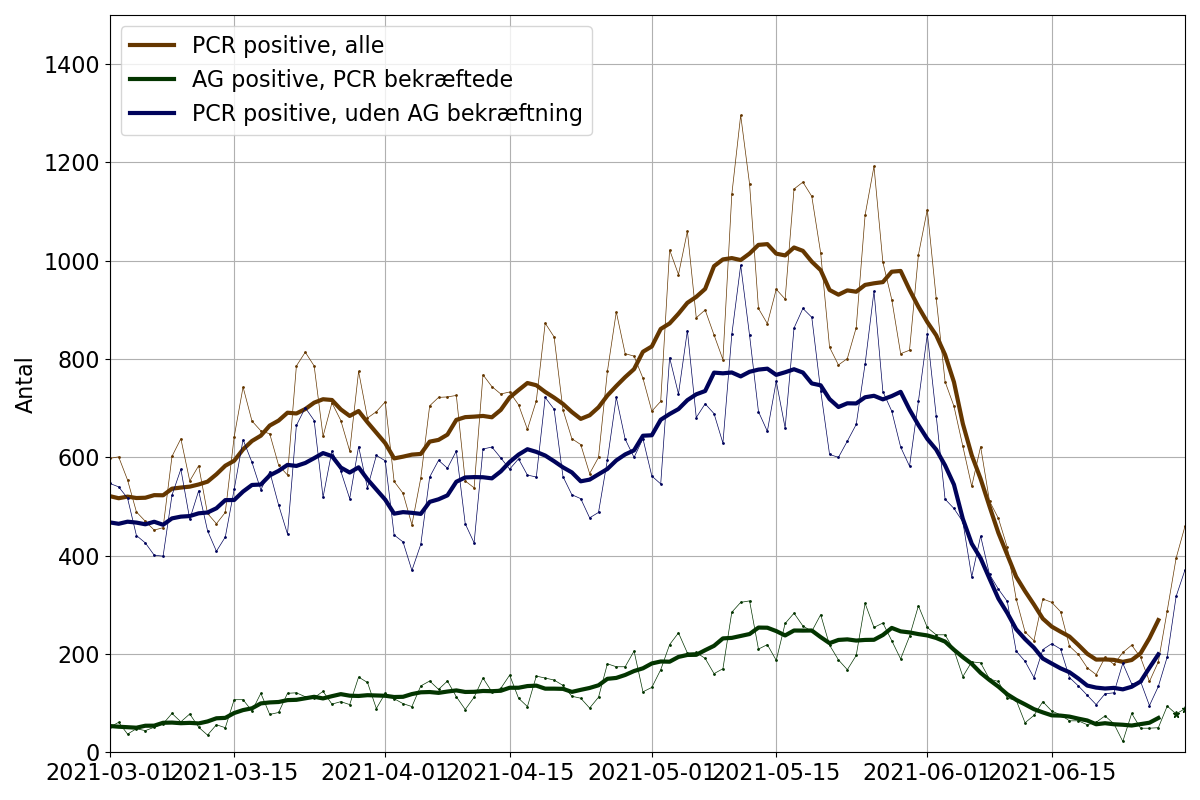 PCR positive, alle
AG positive, PCR bekræftede
PCR positive, uden AG bekræftning
Antal
1400
1200
1000
800
600
400
200
0
2021-03-01 2021-03-15 2021-04-01 2021-04-15 2021-05-01 2021-05-15 2021-06-01 2021-06-15